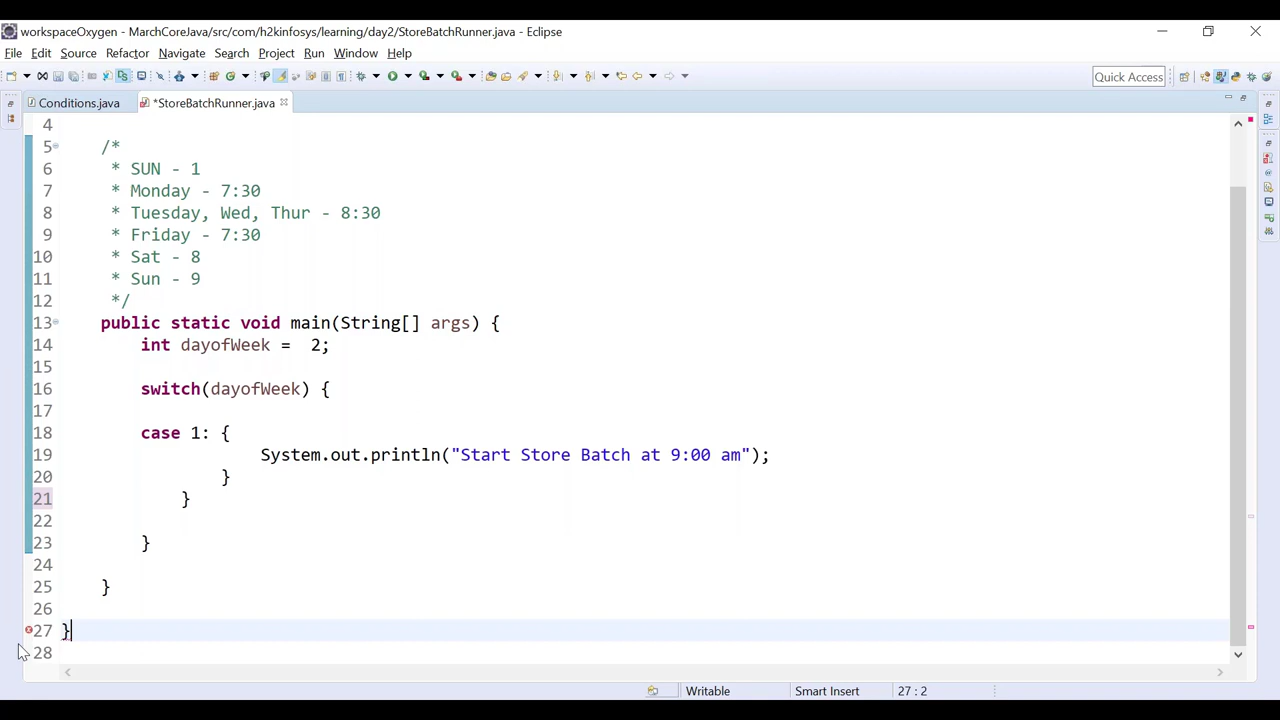 workspaceOxygen - MarchCoreJava/src/com/h2kinfosys/learning/day2/StoreBatchRunner.java - Eclipse
File Edit Source Refactor Navigate Search Project Run Window Help
Quick Access
Conditions.java *StoreBatchRunner.java
4
5 /*
6 * SUN - 1
7 * Monday - 7:30
8 * Tuesday, Wed, Thur - 8:30
9 * Friday - 7:30
10 * Sat - 8
11 * Sun - 9
12 */
13 public static void main(String[] args) {
14 int dayofWeek =  2;
15
16 switch(dayofWeek) {
17
18 case 1: {
19 System.out.println("Start Store Batch at 9:00 am");
20 }
21 }
22
23 }
24
25 }
26
27 }
28
Writable Smart Insert 27 : 2